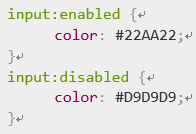 input:enabled {↵
    color: #22AA22;↵
}↵
input:disabled {↵
    color: #D9D9D9;↵
}↵